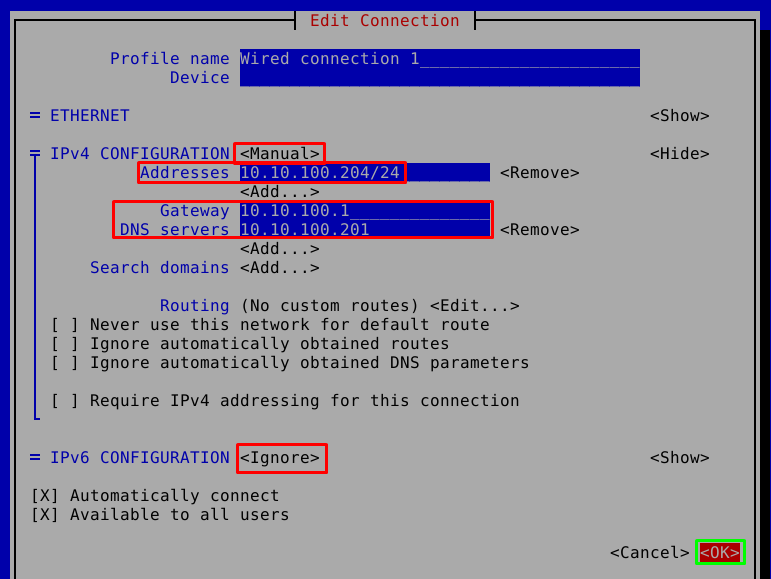 Edit Connection
Profile name Wired connection 1
Device
= ETHERNET <Show>
= IPv4 CONFIGURATION <Manual> <Hide>
Addresses 10.10.100.204/24 <Remove>
<Add...>
Gateway 10.10.100.1
DNS servers 10.10.100.201 <Remove>
<Add...>
Search domains <Add...>
Routing (No custom routes) <Edit...>
[ ] Never use this network for default route
[ ] Ignore automatically obtained routes
[ ] Ignore automatically obtained DNS parameters
[ ] Require IPv4 addressing for this connection
= IPv6 CONFIGURATION <Ignore> <Show>
[X] Automatically connect
[X] Available to all users
<Cancel> <OK>